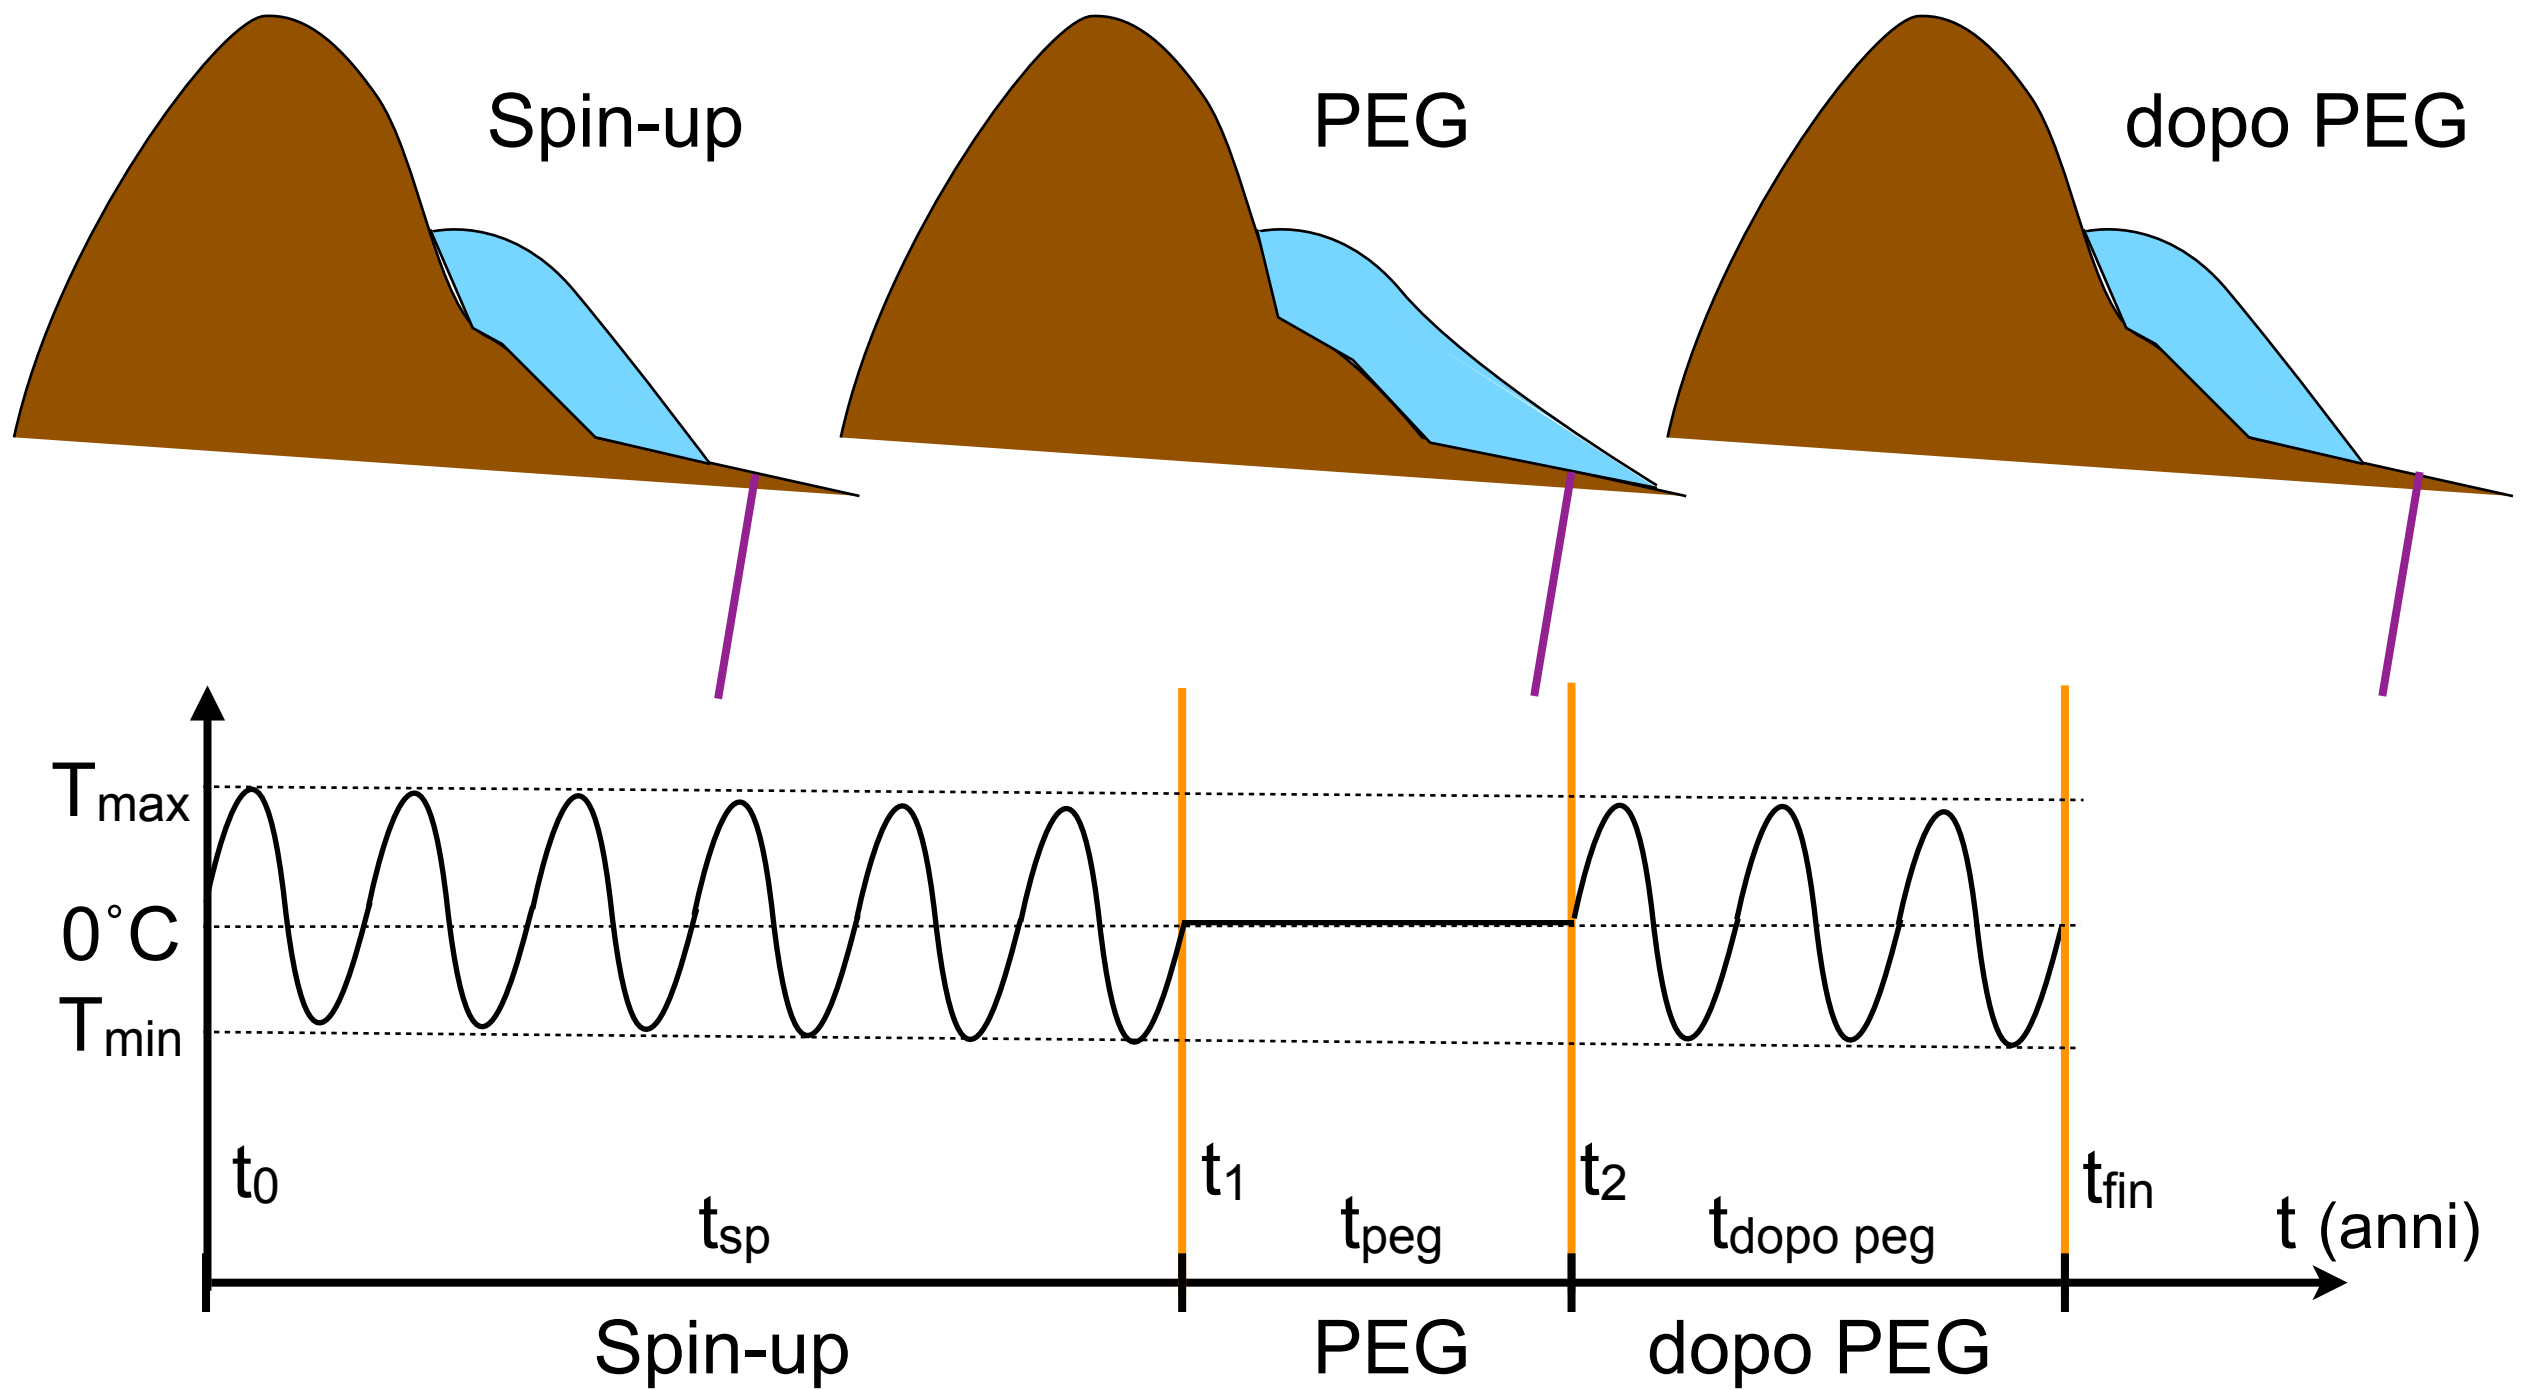 Spin-up
PEG
dopo PEG
Tmax
0˚C
Tmin
t0
t1
t2
tfin
tsp
tpeg
tdopo peg
t (anni)
Spin-up
PEG
dopo PEG